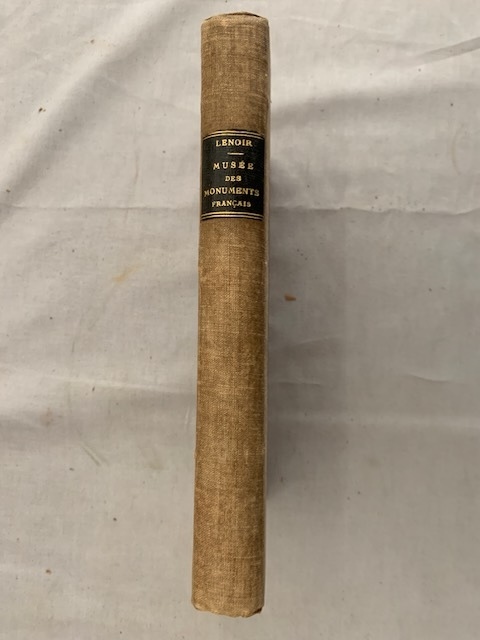 LENOIR
MUSÉE
DES
MONUMENTS
FRANÇAIS